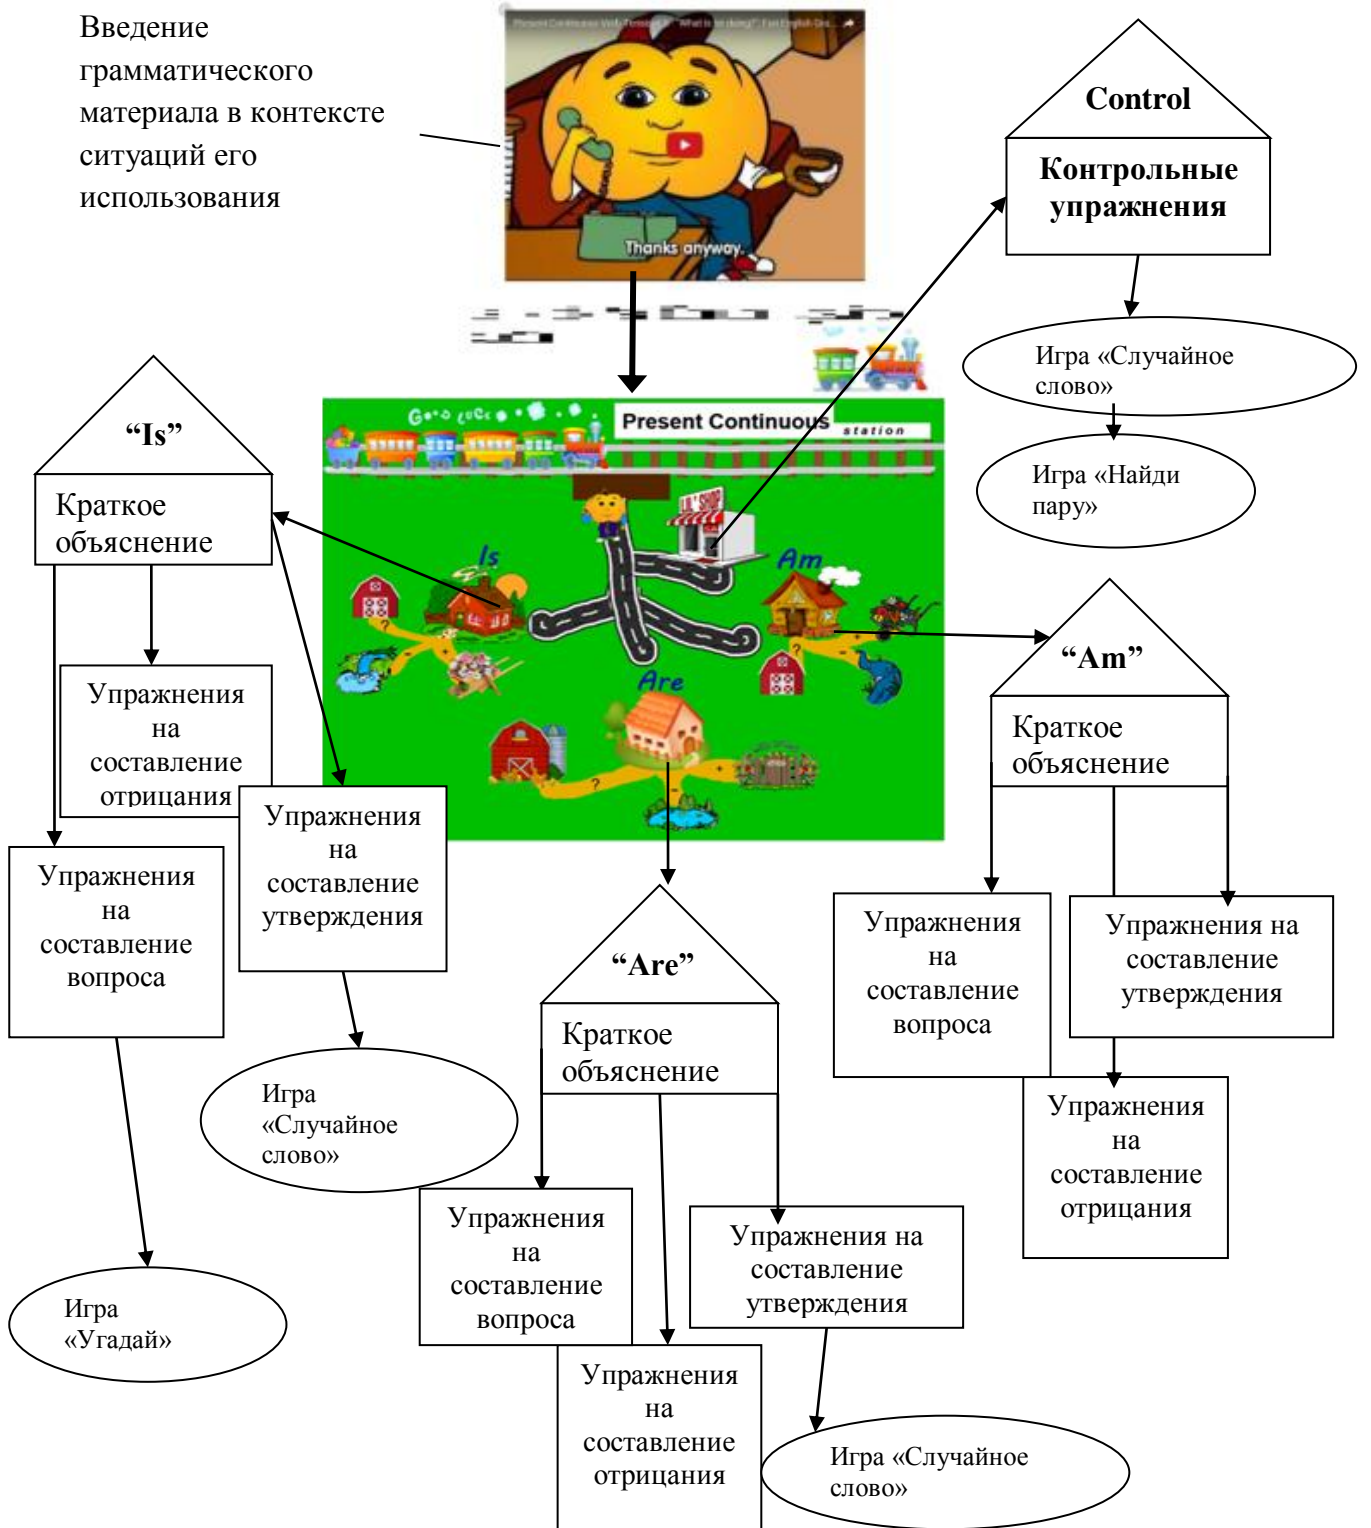 Введение
грамматического
материала в контексте
ситуаций его
использования
Thanks anyway.
Control
Контрольные
упражнения
Игра «Случайное
слово»
Игра «Найди
пару»
“Is”
Краткое
объяснение
Упражнения
на
составление
отрицания
Упражнения
на
составление
вопроса
Упражнения
на
составление
утверждения
Игра
«Случайное
слово»
Игра
«Угадай»
Good Luck
Present Continuous
station
SHOP
Is
Am
Are
?
-
+
?
-
+
?
-
+
“Am”
Краткое
объяснение
Упражнения
на
составление
вопроса
Упражнения на
составление
утверждения
Упражнения
на
составление
отрицания
“Are”
Краткое
объяснение
Упражнения
на
составление
вопроса
Упражнения на
составление
утверждения
Упражнения
на
составление
отрицания
Игра «Случайное
слово»